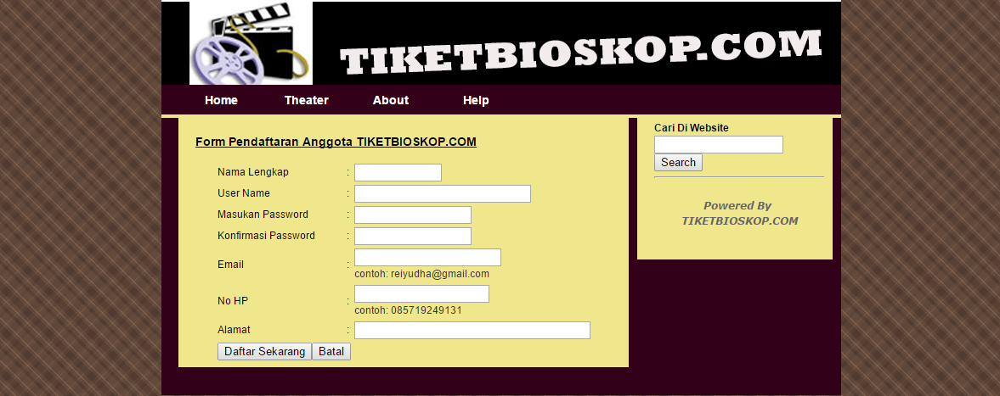 TIKETBIOSKOP.COM
Home Theater About Help
Form Pendaftaran Anggota TIKETBIOSKOP.COM
Nama Lengkap :
User Name :
Masukan Password :
Konfirmasi Password :
Email :
contoh: reiyudha@gmail.com
No HP :
contoh: 085719249131
Alamat :
Daftar Sekarang Batal
Cari Di Website
Search
Powered By
TIKETBIOSKOP.COM